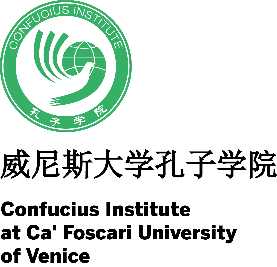 CONFUCIUS INSTITUTE
孔子学院
威尼斯大学孔子学院
Confucius Institute
at Ca' Foscari University
of Venice